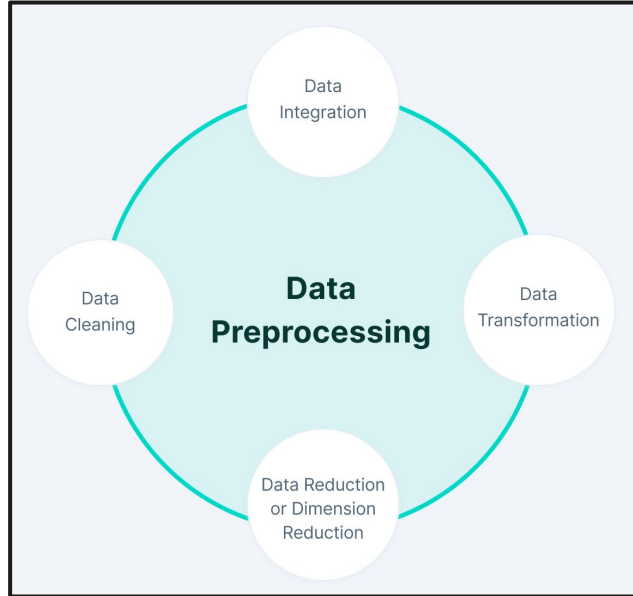 Data
Integration
Data
Cleaning
Data
Preprocessing
Data
Transformation
Data Reduction
or Dimension
Reduction